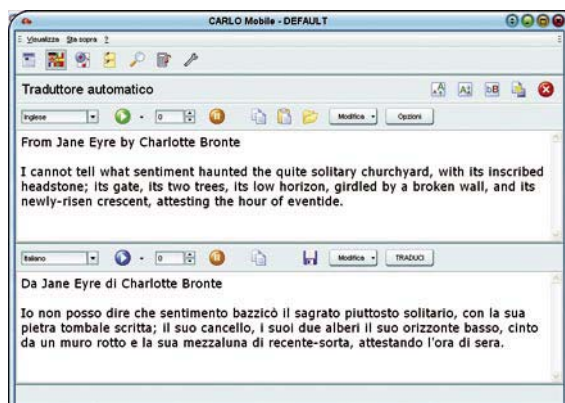 CARLO Mobile - DEFAULT
Visualizza Sta sopra ?
Traduttore automatico
Inglese 0 Modifica Opzioni
From Jane Eyre by Charlotte Bronte
I cannot tell what sentiment haunted the quite solitary churchyard, with its inscribed
headstone; its gate, its two trees, its low horizon, girdled by a broken wall, and its
newly-risen crescent, attesting the hour of eventide.
Italiano 0 Modifica TRADUCI
Da Jane Eyre di Charlotte Bronte
Io non posso dire che sentimento bazzicò il sagrato piuttosto solitario, con la sua
pietra tombale scritta; il suo cancello, i suoi due alberi il suo orizzonte basso, cinto
da un muro rotto e la sua mezzaluna di recente-sorta, attestando l'ora di sera.